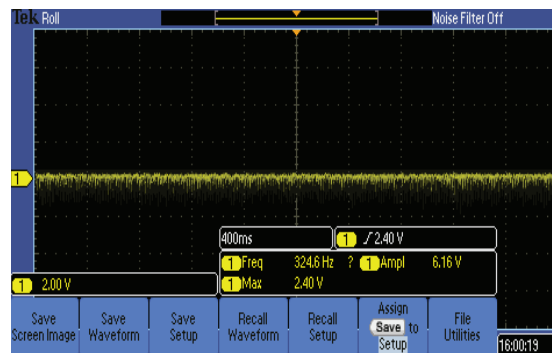 Tek Roll Noise Filter Off
1
400ms 1 2.40 V
1 Freq 324.6 Hz ? 1 Ampl 6.16 V
1 Max 2.40 V
1 2.00 V
Save Screen Image
Save Waveform
Save Setup
Recall Waveform
Recall Setup
Assign Save to Setup
File Utilities
16:00:19